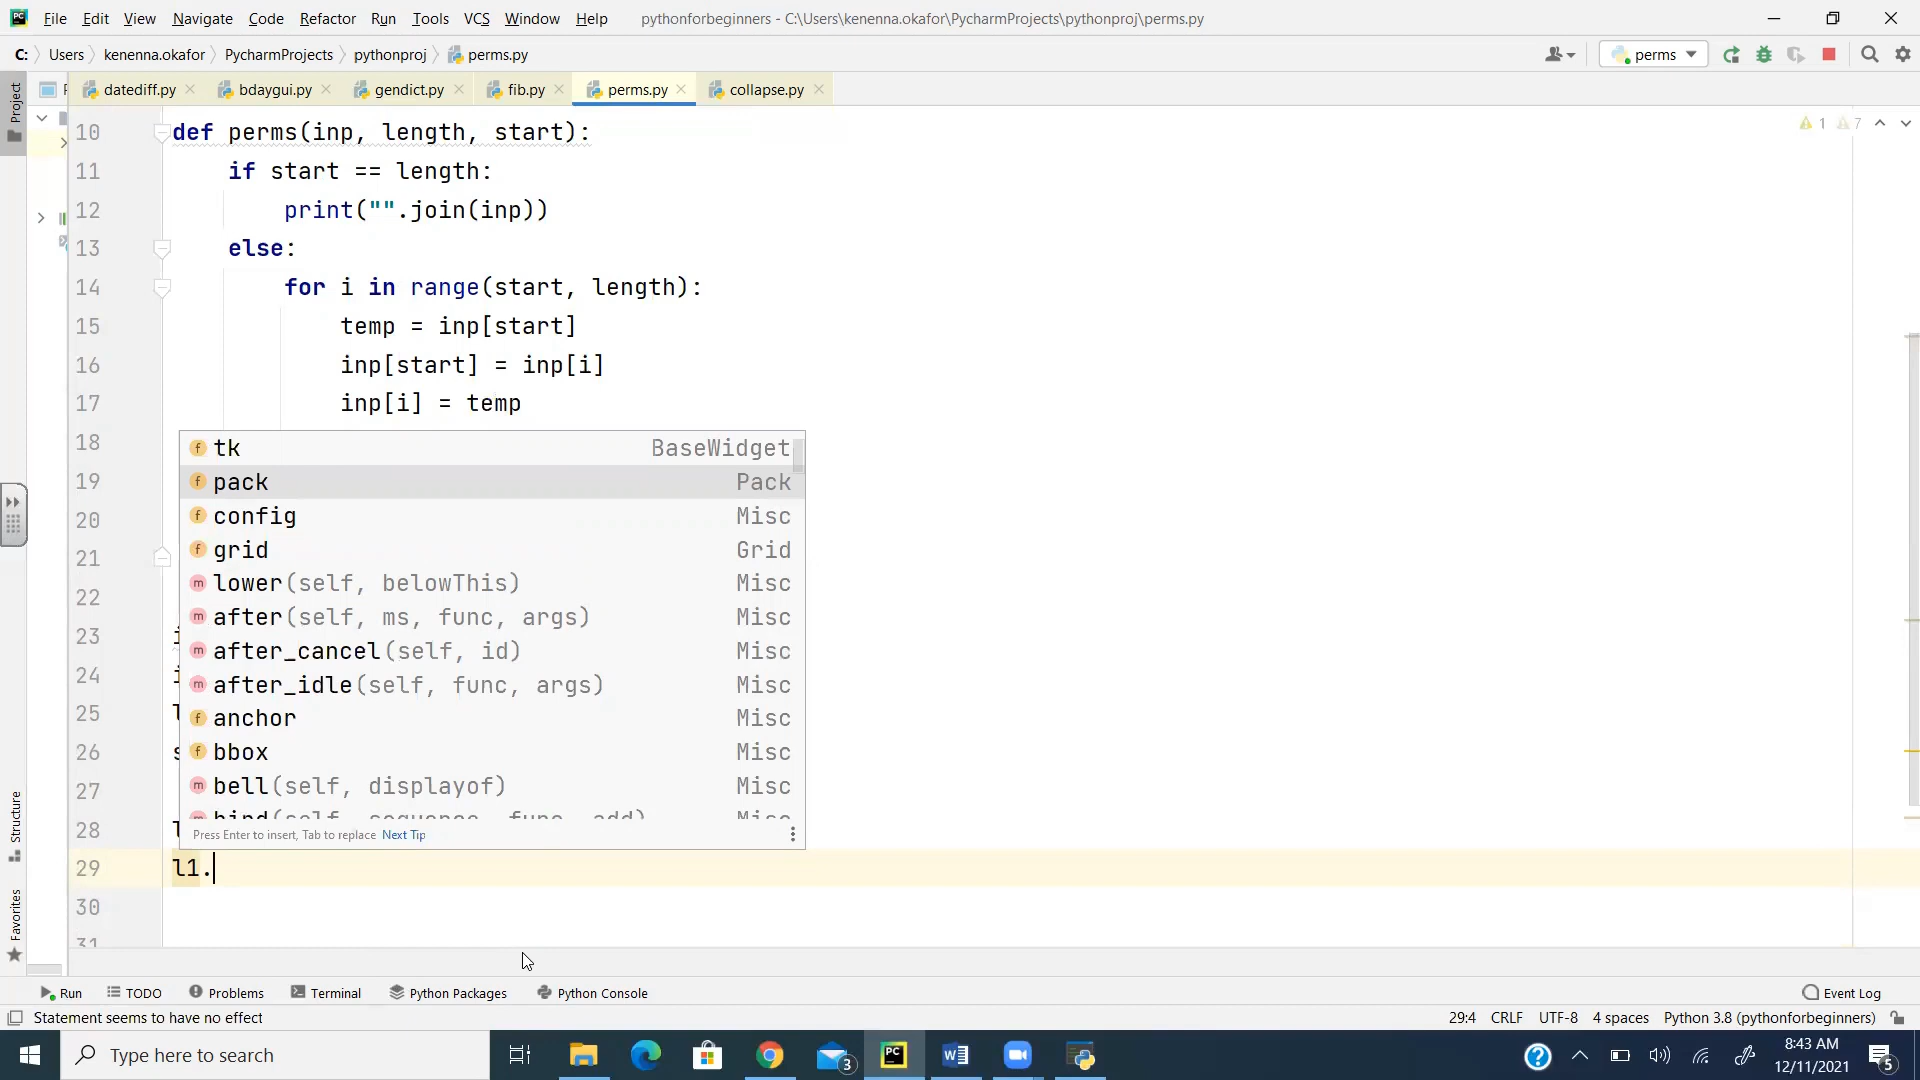 File Edit View Navigate Code Refactor Run Tools VCS Window Help pythonforbeginners - C:\Users\kenenna.okafor\PycharmProjects\pythonproj\perms.py
C: Users kenenna.okafor PycharmProjects pythonproj perms.py perms
Project datediff.py bdaygui.py gendict.py fib.py perms.py collapse.py
10 def perms(inp, length, start): 1 7
11 if start == length:
12 print("".join(inp))
13 else:
14 for i in range(start, length):
15 temp = inp[start]
16 inp[start] = inp[i]
17 inp[i] = temp
18
tk BaseWidget
19
pack Pack
20
config Misc
21
grid Grid
22
lower(self, belowThis) Misc
23
after(self, ms, func, args) Misc
24
after_cancel(self, id) Misc
after_idle(self, func, args) Misc
25
anchor Misc
26
bbox Misc
27
bell(self, displayof) Misc
bind(self, sequence, func, add) Misc
28
Press Enter to insert, Tab to replace Next Tip
29 l1.
30
31
Structure
Favorites
Run TODO Problems Terminal Python Packages Python Console Event Log
Statement seems to have no effect 29:4 CRLF UTF-8 4 spaces Python 3.8 (pythonforbeginners)
Type here to search 3 8:43 AM
12/11/2021 5